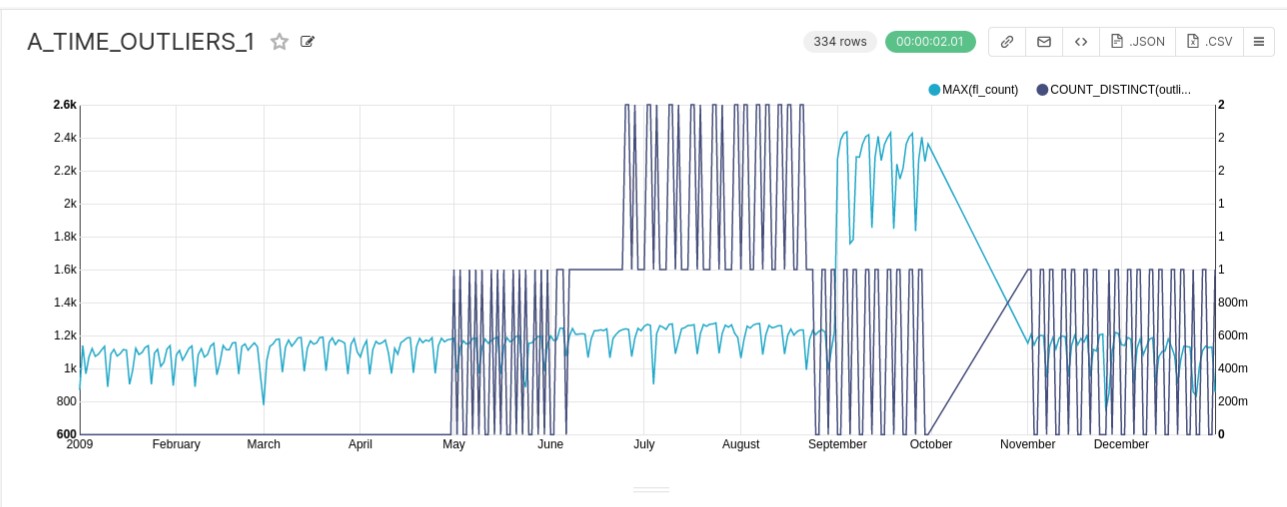 A_TIME_OUTLIERS_1
334 rows
00:00:02.01
.JSON
.CSV
MAX(fl_count)
COUNT_DISTINCT(outli...
2.6k
2.4k
2.2k
2k
1.8k
1.6k
1.4k
1.2k
1k
800
600
2
2
2
1
1
1
800m
600m
400m
200m
0
2009 February March April May June July August September October November December